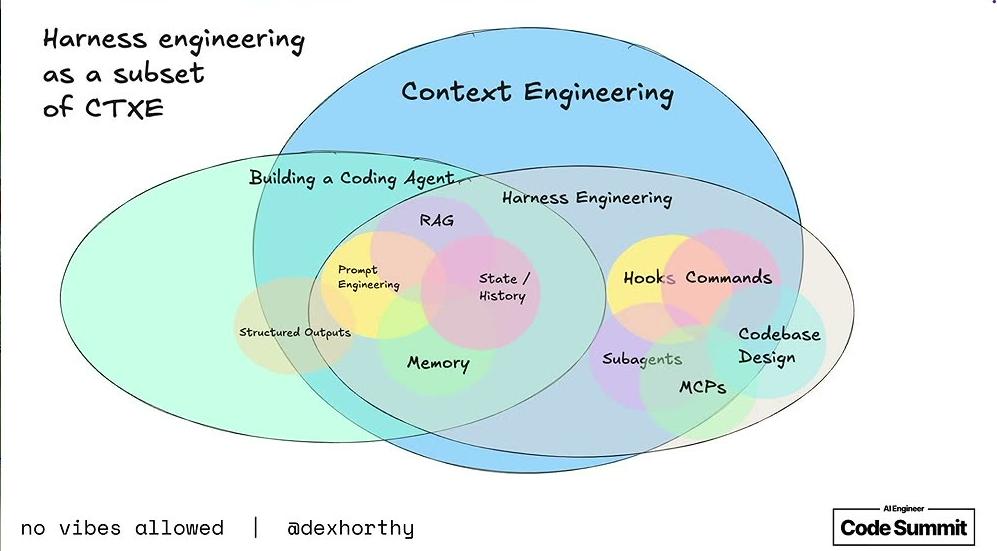 Harness engineering
as a subset
of CTXE
Context Engineering
Building a Coding Agent
Harness Engineering
RAG
Prompt
Engineering
State /
History
Structured Outputs
Memory
Hooks
Commands
Subagents
MCPs
Codebase
Design
no vibes allowed | @dexhorthy
AI Engineer
Code Summit